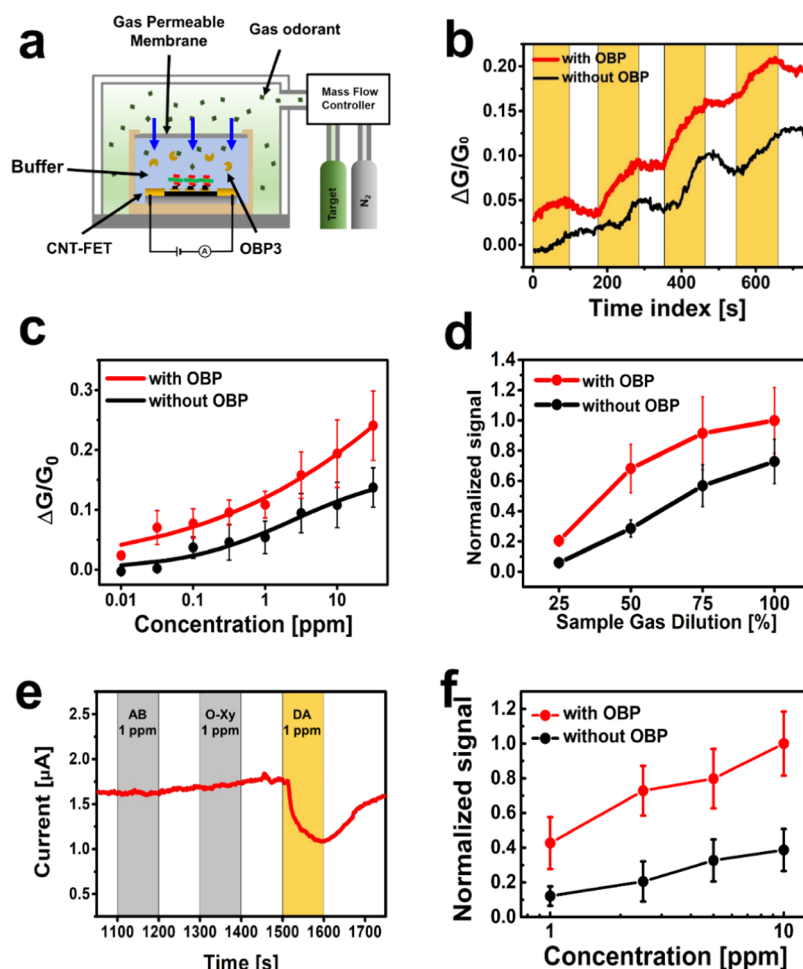 a
Gas Permeable
Membrane
Gas odorant
Mass Flow
Controller
Buffer
CNT-FET
OBP3
A
Target
N₂
b
with OBP
without OBP
ΔG/G₀
0.20
0.15
0.10
0.05
0.00
0 200 400 600
Time index [s]
c
with OBP
without OBP
ΔG/G₀
0.3
0.2
0.1
0.0
0.01 0.1 1 10
Concentration [ppm]
d
with OBP
without OBP
Normalized signal
1.4
1.2
1.0
0.8
0.6
0.4
0.2
0.0
25 50 75 100
Sample Gas Dilution [%]
e
AB
1 ppm
O-Xy
1 ppm
DA
1 ppm
Current [μA]
2.5
2.0
1.5
1.0
0.5
1100 1200 1300 1400 1500 1600 1700
Time [s]
f
with OBP
without OBP
Normalized signal
1.2
1.0
0.8
0.6
0.4
0.2
0.0
1 10
Concentration [ppm]